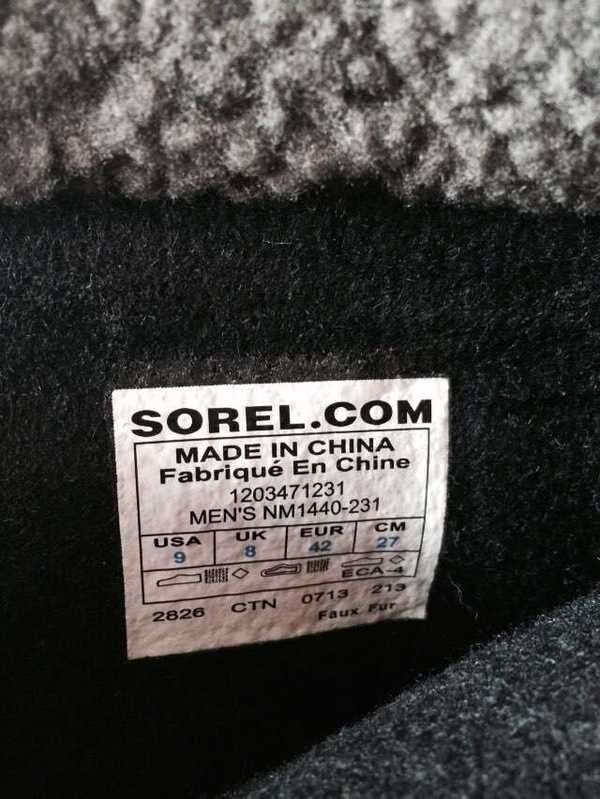 SOREL.COM
MADE IN CHINA
Fabriqué En Chine
1203471231
MEN'S NM1440-231
USA UK EUR CM
9 8 42 27
ECA-4
2826 CTN 0713 213
Faux Fur